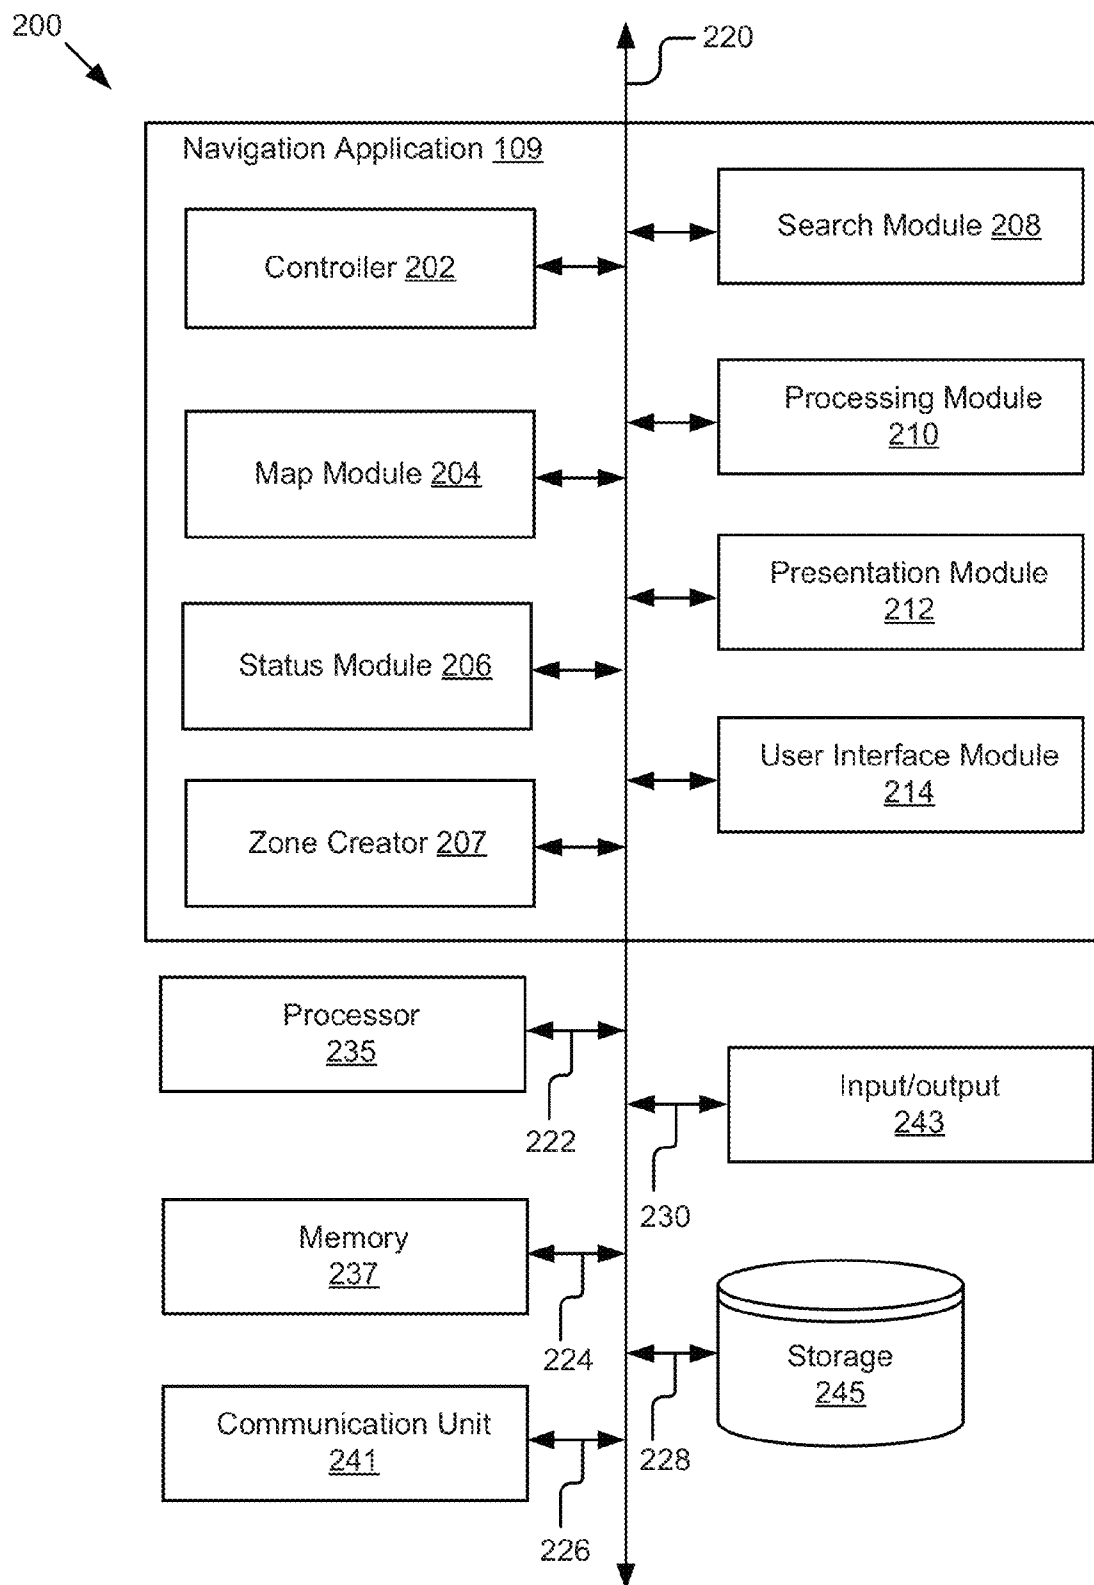 200
220
Navigation Application 109
Controller 202
Search Module 208
Map Module 204
Processing Module
210
Status Module 206
Presentation Module
212
Zone Creator 207
User Interface Module
214
Processor
235
222
Input/output
243
230
Memory
237
224
Storage
245
228
Communication Unit
241
226